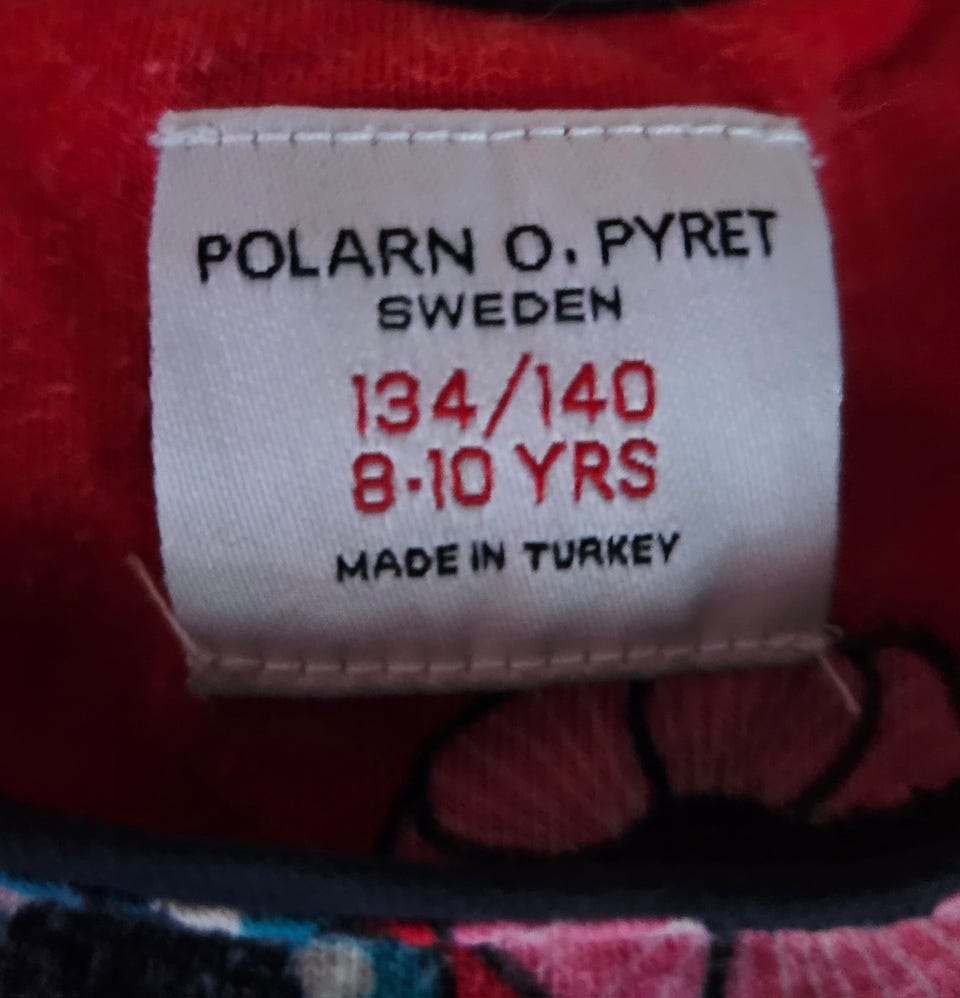 POLARN O. PYRET
SWEDEN
134/140
8-10 YRS
MADE IN TURKEY